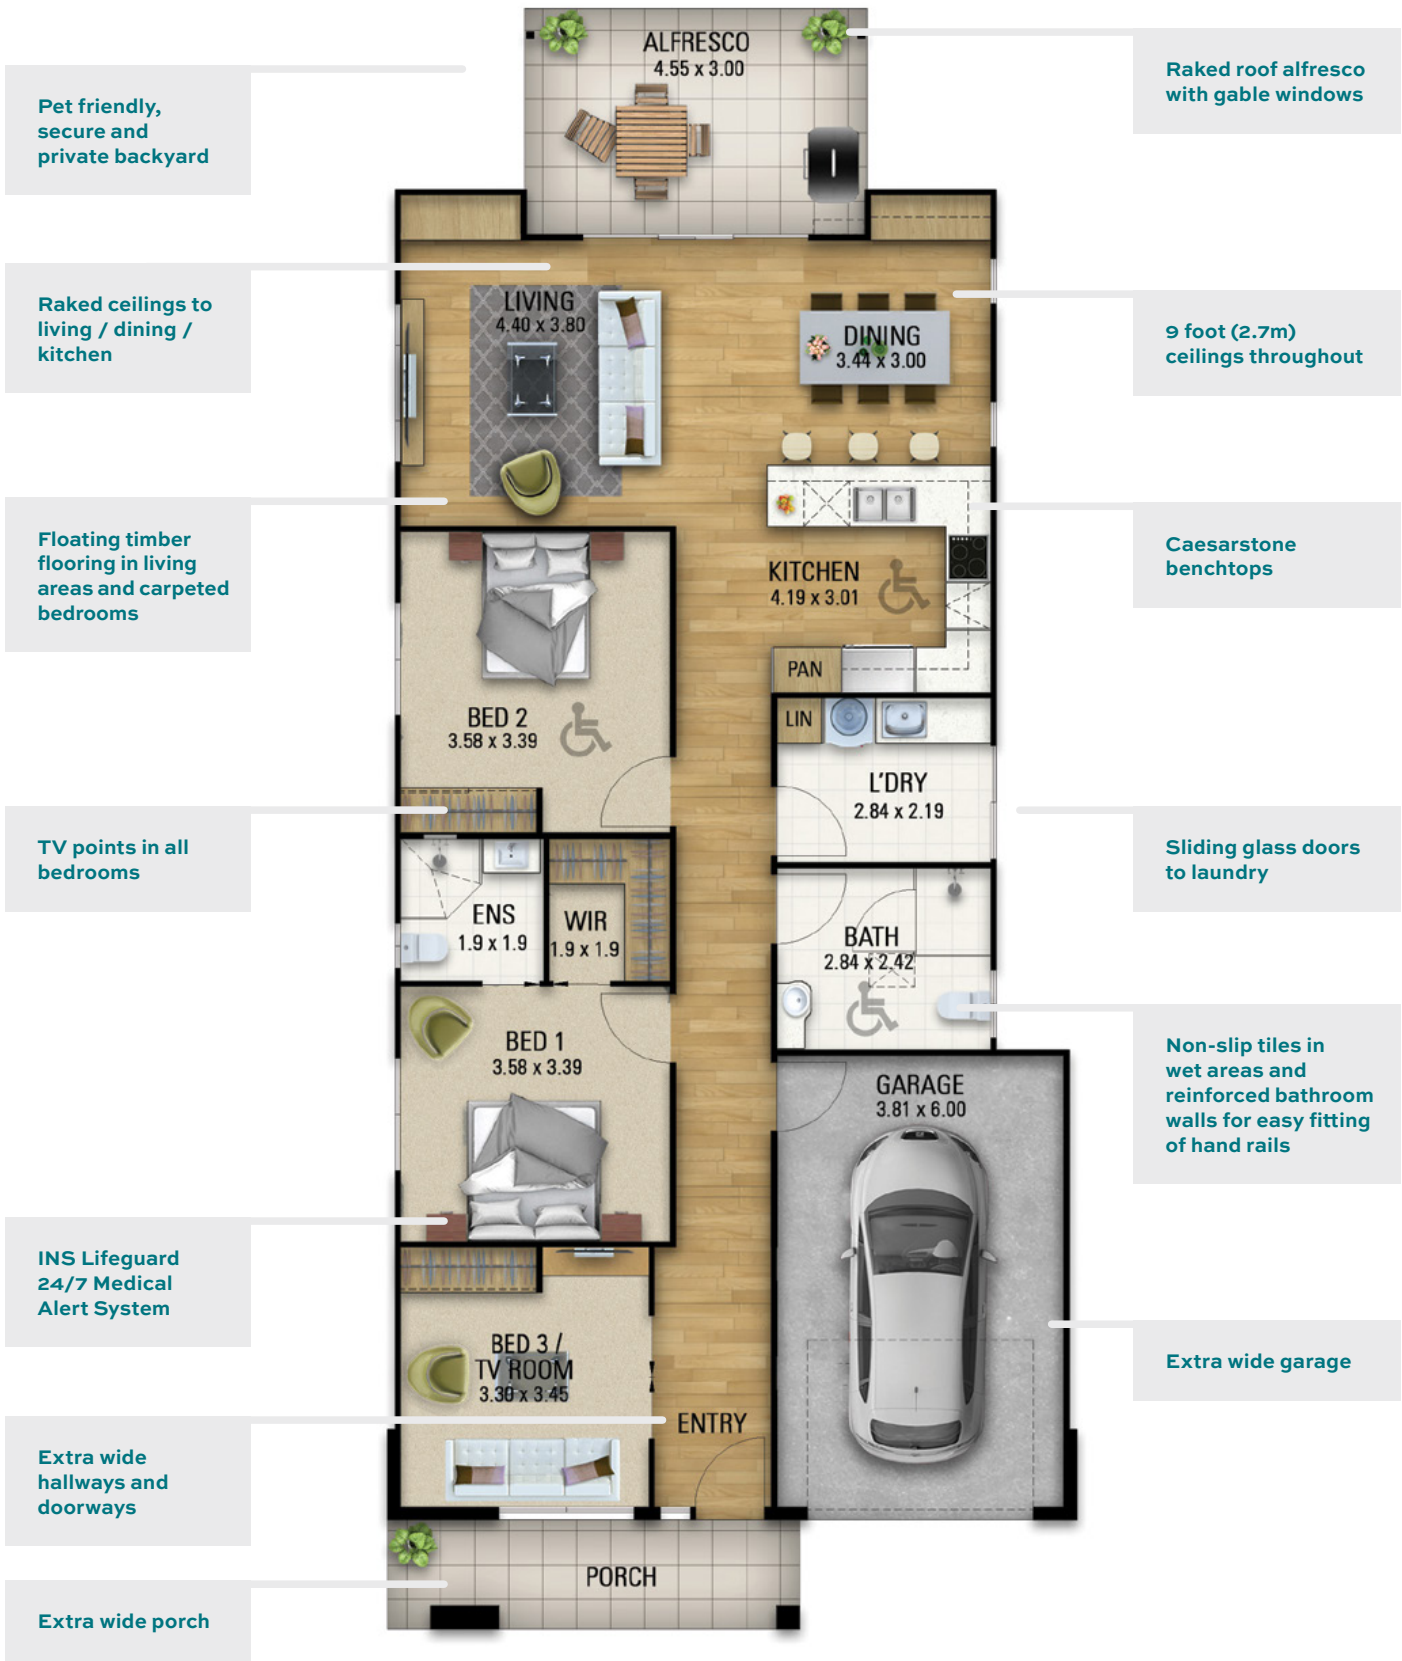 ALFRESCO
4.55 x 3.00
Raked roof alfresco
with gable windows
Pet friendly,
secure and
private backyard
Raked ceilings to
living / dining /
kitchen
LIVING
4.40 x 3.80
DINING
3.44 x 3.00
9 foot (2.7m)
ceilings throughout
Floating timber
flooring in living
areas and carpeted
bedrooms
KITCHEN
4.19 x 3.01
Caesarstone
benchtops
PAN
BED 2
3.58 x 3.39
LIN
L'DRY
2.84 x 2.19
TV points in all
bedrooms
Sliding glass doors
to laundry
ENS
1.9 x 1.9
WIR
1.9 x 1.9
BATH
2.84 x 2.42
BED 1
3.58 x 3.39
Non-slip tiles in
wet areas and
reinforced bathroom
walls for easy fitting
of hand rails
GARAGE
3.81 x 6.00
INS Lifeguard
24/7 Medical
Alert System
BED 3 /
TV ROOM
3.30 x 3.45
Extra wide garage
ENTRY
Extra wide
hallways and
doorways
PORCH
Extra wide porch